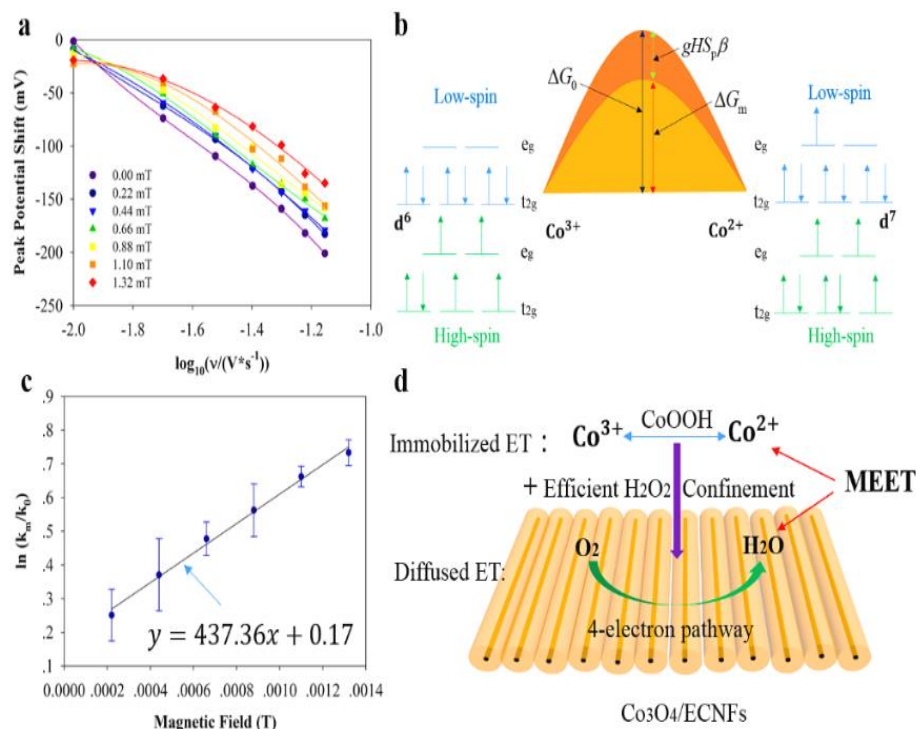 a
Peak Potential Shift (mV)
0
-50
-100
-150
-200
-250
0.00 mT
0.22 mT
0.44 mT
0.66 mT
0.88 mT
1.10 mT
1.32 mT
-2.0
-1.8
-1.6
-1.4
-1.2
-1.0
log₁₀(ν/(V*s⁻¹))
b
Low-spin
e_g
t₂g
d⁶
e_g
t₂g
High-spin
gHSₚβ
ΔG₀
ΔGₘ
Co³⁺
Co²⁺
Low-spin
e_g
t₂g
d⁷
e_g
t₂g
High-spin
c
ln (kₘ/k₀)
.9
.8
.7
.6
.5
.4
.3
.2
.1
y = 437.36x + 0.17
0.0000
.0002
.0004
.0006
.0008
.0010
.0012
.0014
Magnetic Field (T)
d
Immobilized ET :
Co³⁺
CoOOH
Co²⁺
+ Efficient H₂O₂ Confinement
MEET
Diffused ET:
O₂
H₂O
4-electron pathway
Co₃O₄/ECNFs